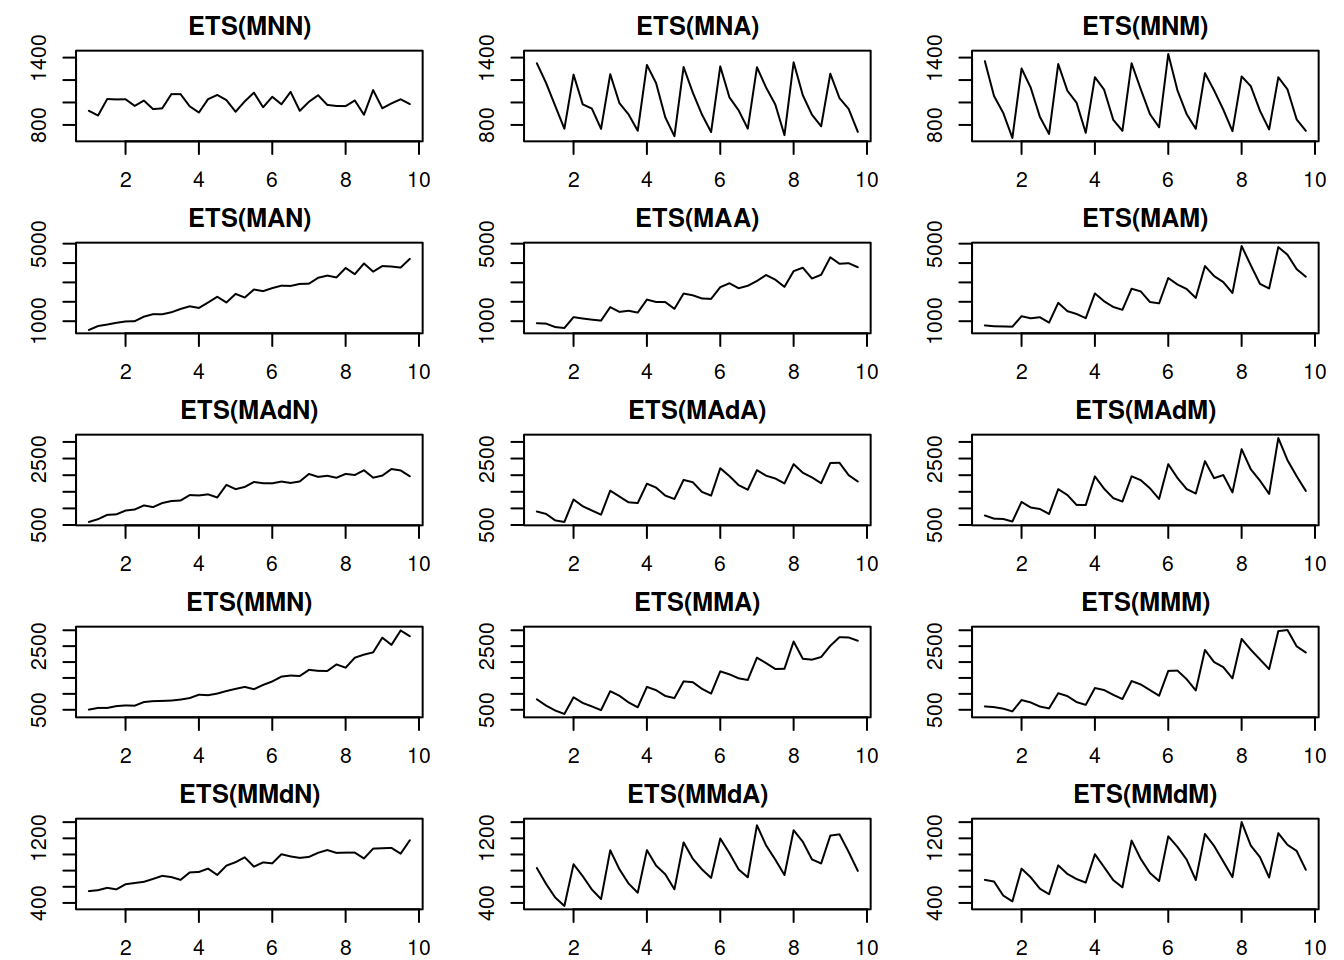 ETS(MNN) ETS(MNA) ETS(MNM)
1400 1400 1400
800 800 800
2 4 6 8 10 2 4 6 8 10 2 4 6 8 10
ETS(MAN) ETS(MAA) ETS(MAM)
5000 5000 5000
1000 1000 1000
2 4 6 8 10 2 4 6 8 10 2 4 6 8 10
ETS(MAdN) ETS(MAdA) ETS(MAdM)
2500 2500 2500
500 500 500
2 4 6 8 10 2 4 6 8 10 2 4 6 8 10
ETS(MMN) ETS(MMA) ETS(MMM)
2500 2500 2500
500 500 500
2 4 6 8 10 2 4 6 8 10 2 4 6 8 10
ETS(MMdN) ETS(MMdA) ETS(MMdM)
1200 1200 1200
400 400 400
2 4 6 8 10 2 4 6 8 10 2 4 6 8 10